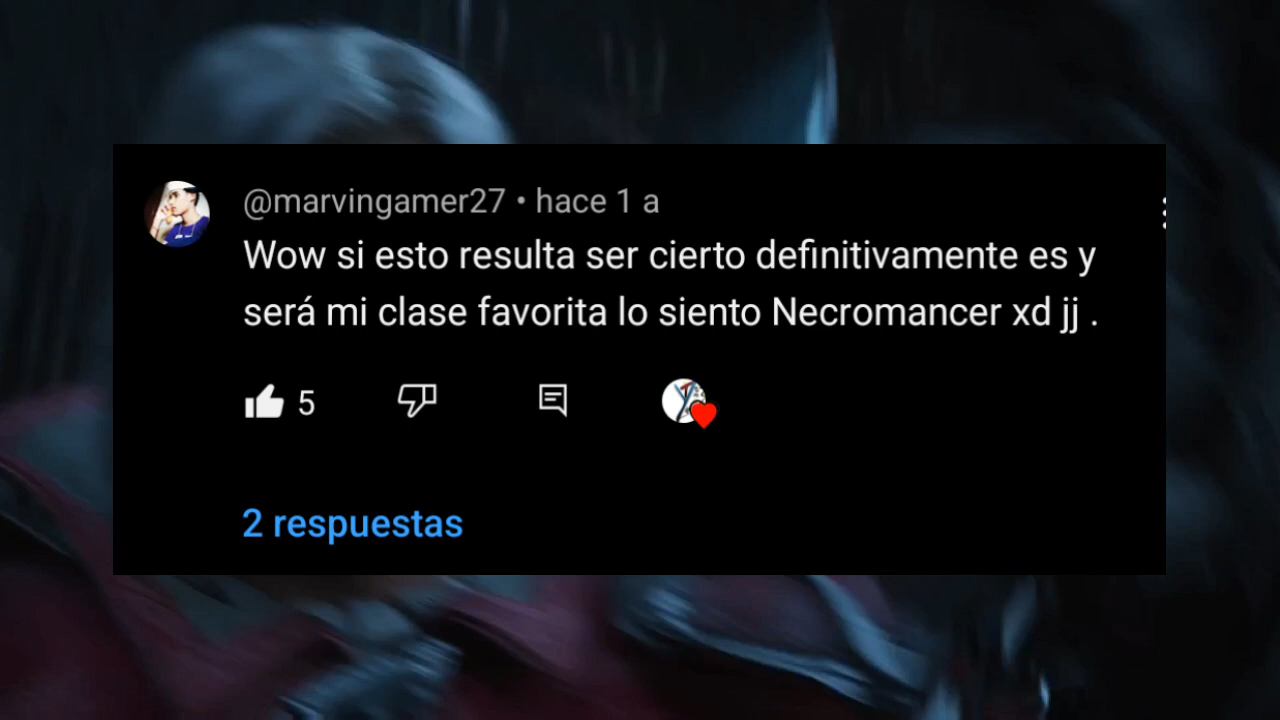 @marvingamer27 • hace 1 a
Wow si esto resulta ser cierto definitivamente es y
será mi clase favorita lo siento Necromancer xd jj .
5
2 respuestas